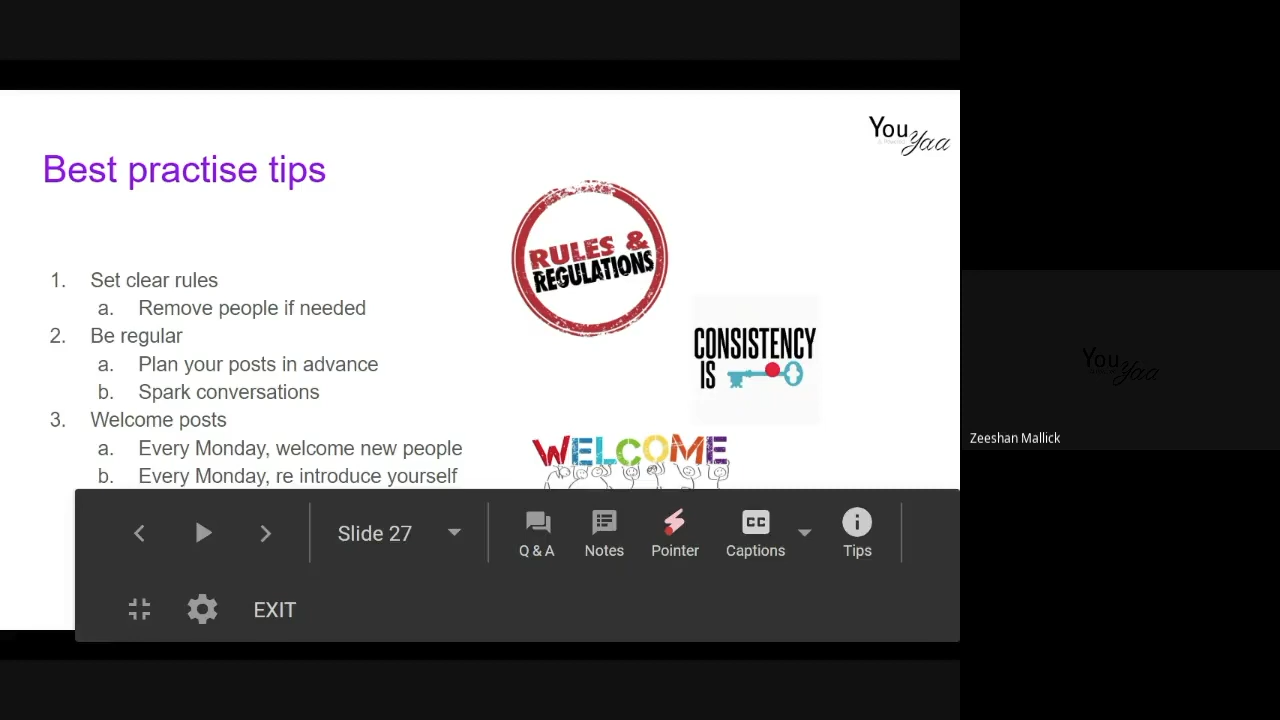 You
yaa
Best practise tips
RULES &
REGULATIONS
1. Set clear rules
a. Remove people if needed
2. Be regular
a. Plan your posts in advance
b. Spark conversations
3. Welcome posts
a. Every Monday, welcome new people
b. Every Monday, re introduce yourself
CONSISTENCY
IS
WELCOME
Slide 27
Q & A
Notes
Pointer
CC
Captions
Tips
EXIT
You
yaa
Zeeshan Mallick